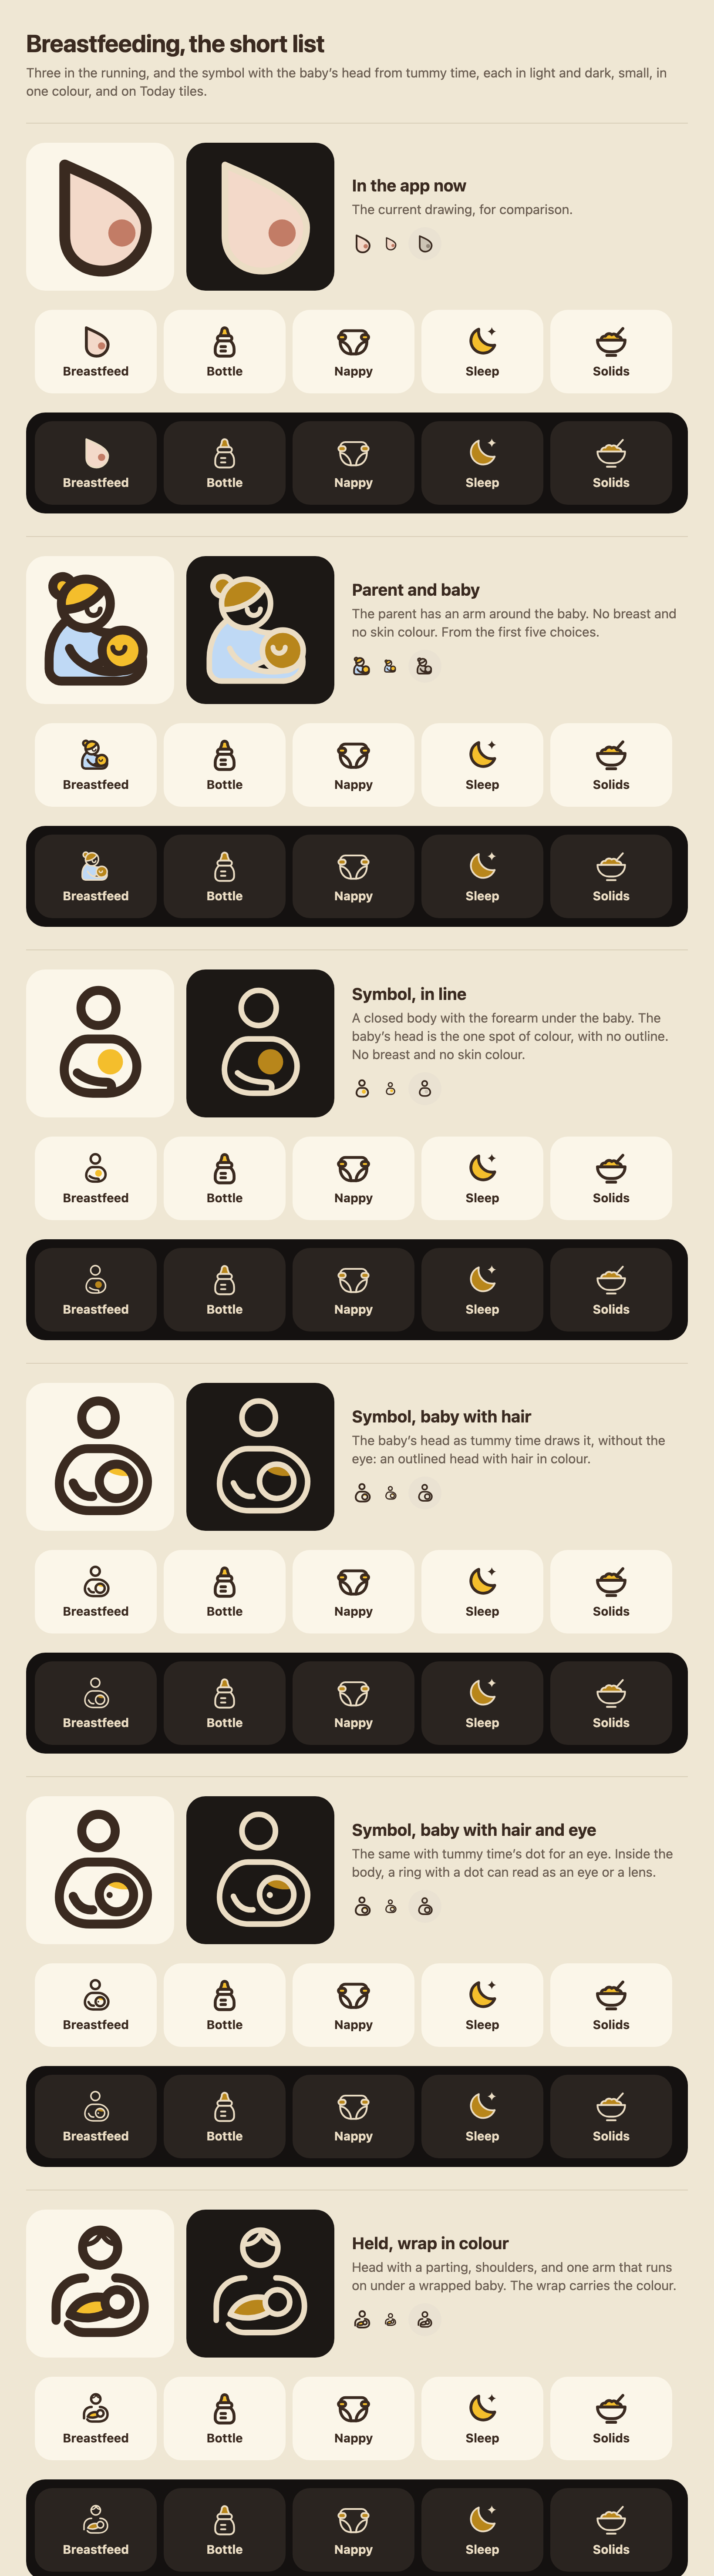 Breastfeeding, the short list
Three in the running, and the symbol with the baby’s head from tummy time, each in light and dark, small, in
one colour, and on Today tiles.
In the app now
The current drawing, for comparison.
Breastfeed Bottle Nappy Sleep Solids
Breastfeed Bottle Nappy Sleep Solids
Parent and baby
The parent has an arm around the baby. No breast and
no skin colour. From the first five choices.
Breastfeed Bottle Nappy Sleep Solids
Breastfeed Bottle Nappy Sleep Solids
Symbol, in line
A closed body with the forearm under the baby. The
baby’s head is the one spot of colour, with no outline.
No breast and no skin colour.
Breastfeed Bottle Nappy Sleep Solids
Breastfeed Bottle Nappy Sleep Solids
Symbol, baby with hair
The baby’s head as tummy time draws it, without the
eye: an outlined head with hair in colour.
Breastfeed Bottle Nappy Sleep Solids
Breastfeed Bottle Nappy Sleep Solids
Symbol, baby with hair and eye
The same with tummy time’s dot for an eye. Inside the
body, a ring with a dot can read as an eye or a lens.
Breastfeed Bottle Nappy Sleep Solids
Breastfeed Bottle Nappy Sleep Solids
Held, wrap in colour
Head with a parting, shoulders, and one arm that runs
on under a wrapped baby. The wrap carries the colour.
Breastfeed Bottle Nappy Sleep Solids
Breastfeed Bottle Nappy Sleep Solids